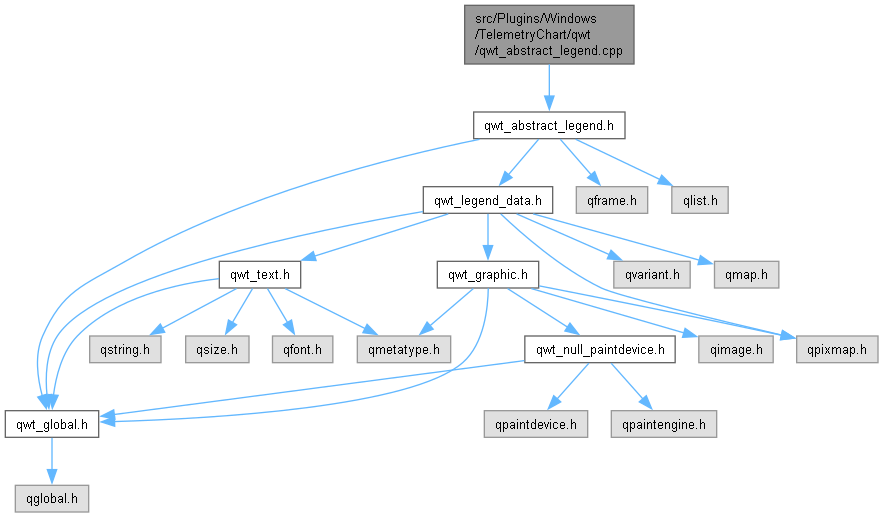 src/Plugins/Windows
/TelemetryChart/qwt
/qwt_abstract_legend.cpp
qwt_abstract_legend.h
qwt_legend_data.h
qframe.h
qlist.h
qwt_text.h
qwt_graphic.h
qvariant.h
qmap.h
qstring.h
qsize.h
qfont.h
qmetatype.h
qwt_null_paintdevice.h
qimage.h
qpixmap.h
qwt_global.h
qpaintdevice.h
qpaintengine.h
qglobal.h